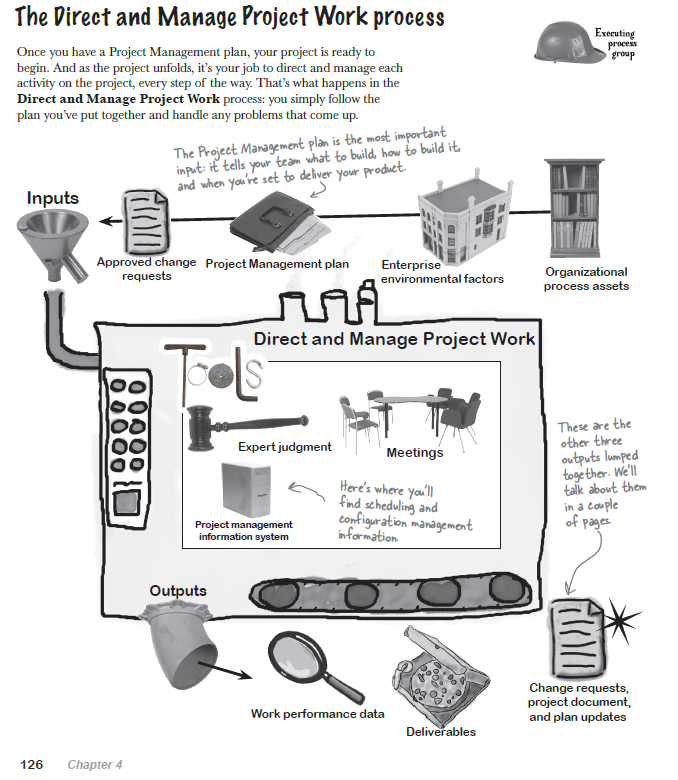 The Direct and Manage Project Work process
Executing
process
group
Once you have a Project Management plan, your project is ready to
begin. And as the project unfolds, it's your job to direct and manage each
activity on the project, every step of the way. That's what happens in the
Direct and Manage Project Work process: you simply follow the
plan you've put together and handle any problems that come up.
The Project Management plan is the most important
input: it tells your team what to build, how to build it,
and when you're set to deliver your product.
Inputs
Approved change
requests
Project Management plan
Enterprise
environmental factors
Organizational
process assets
Direct and Manage Project Work
Tools
Expert judgment
Meetings
Project management
information system
Here's where you'll
find scheduling and
configuration management
information.
These are the
other three
outputs lumped
together. We'll
talk about them
in a couple
of pages.
Outputs
Work performance data
Deliverables
Change requests,
project document,
and plan updates
126 Chapter 4